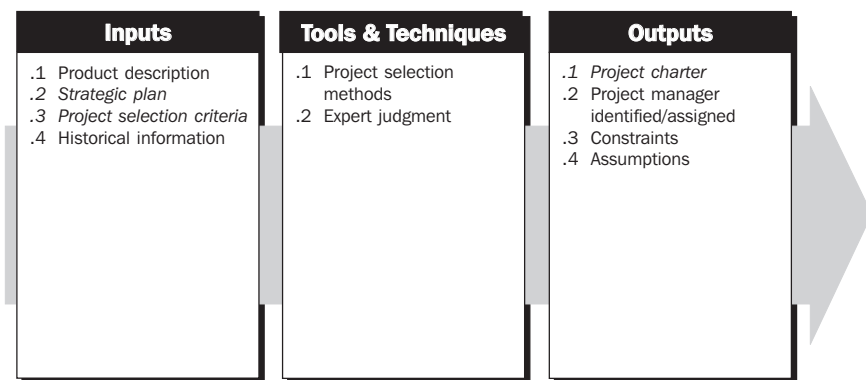 Inputs
.1 Product description
.2 Strategic plan
.3 Project selection criteria
.4 Historical information
Tools & Techniques
.1 Project selection
methods
.2 Expert judgment
Outputs
.1 Project charter
.2 Project manager
identified/assigned
.3 Constraints
.4 Assumptions